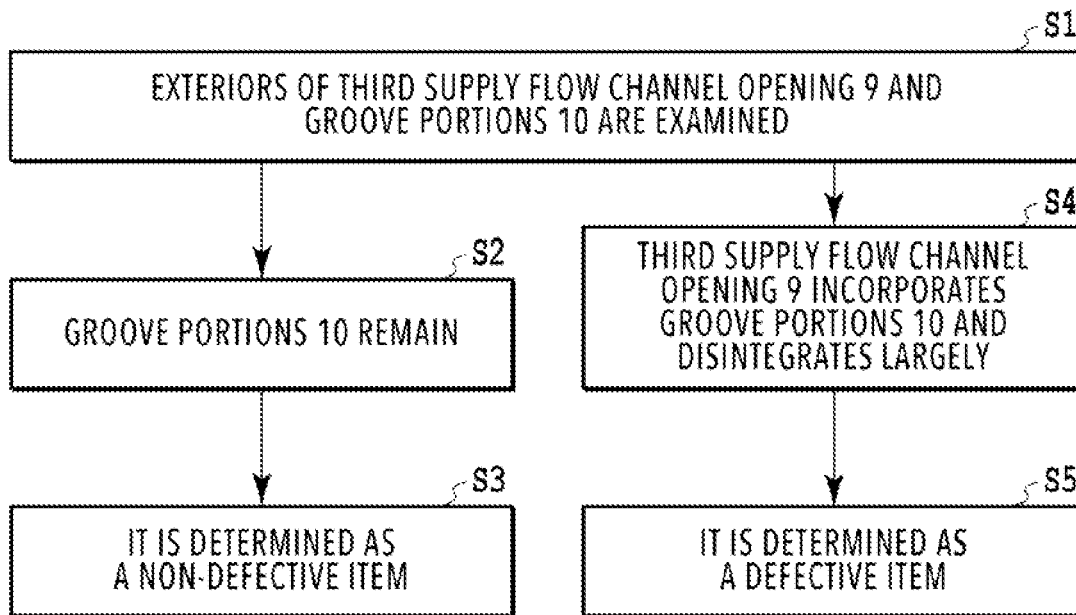 S1
EXTERIORS OF THIRD SUPPLY FLOW CHANNEL OPENING 9 AND
GROOVE PORTIONS 10 ARE EXAMINED
S2
GROOVE PORTIONS 10 REMAIN
S3
IT IS DETERMINED AS
A NON-DEFECTIVE ITEM
S4
THIRD SUPPLY FLOW CHANNEL
OPENING 9 INCORPORATES
GROOVE PORTIONS 10 AND
DISINTEGRATES LARGELY
S5
IT IS DETERMINED AS
A DEFECTIVE ITEM